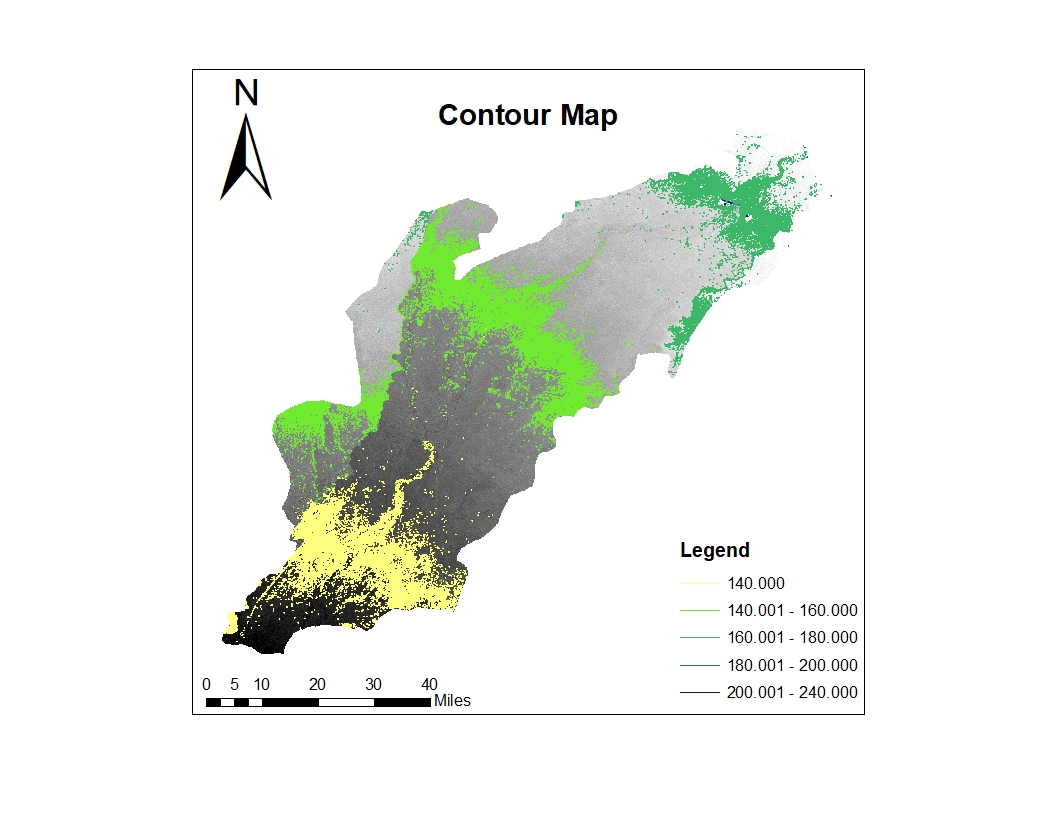 N
Contour Map
Legend
140.000
140.001 - 160.000
160.001 - 180.000
180.001 - 200.000
200.001 - 240.000
0 5 10 20 30 40
Miles